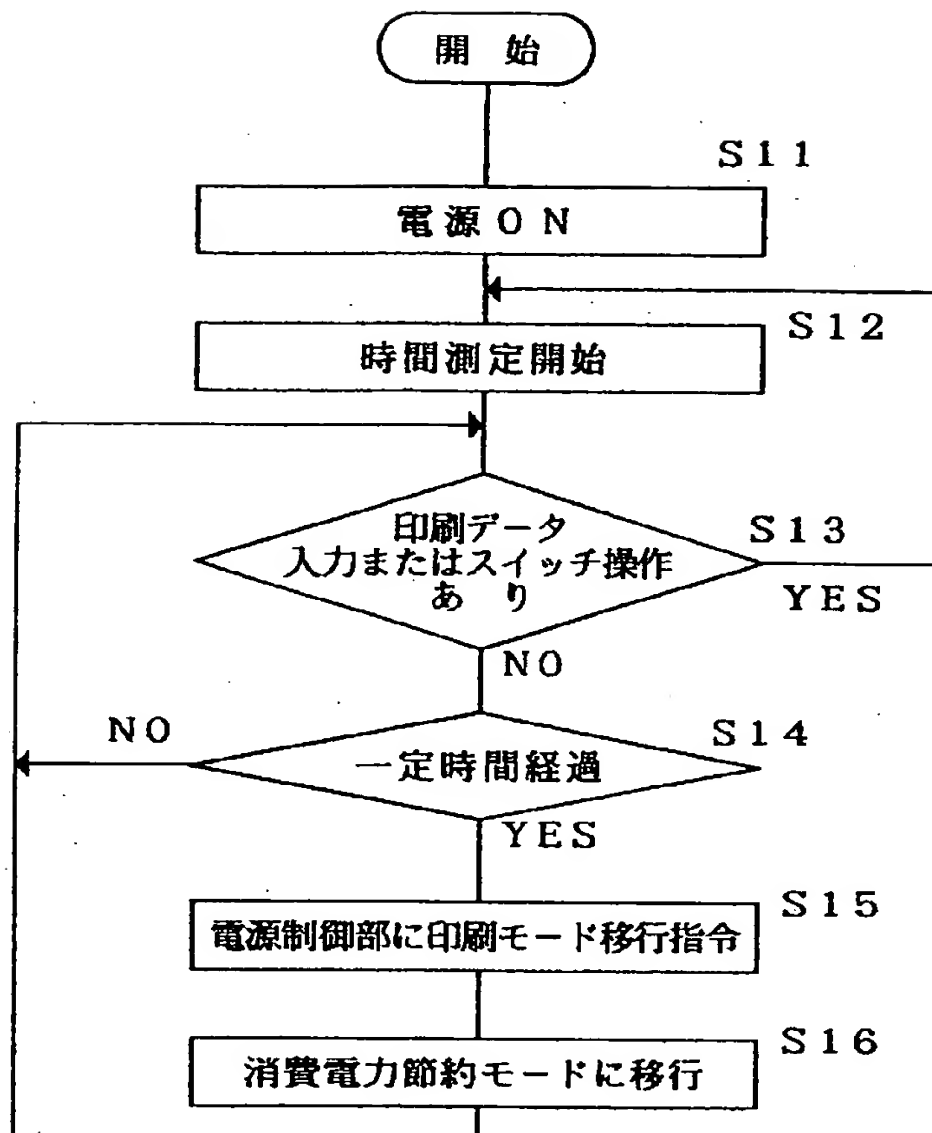 開 始
S11
電源ON
S12
時間測定開始
印刷データ
入力またはスイッチ操作
あ り
S13
YES
NO
NO
S14
一定時間経過
YES
S15
電源制御部に印刷モード移行指令
S16
消費電力節約モードに移行